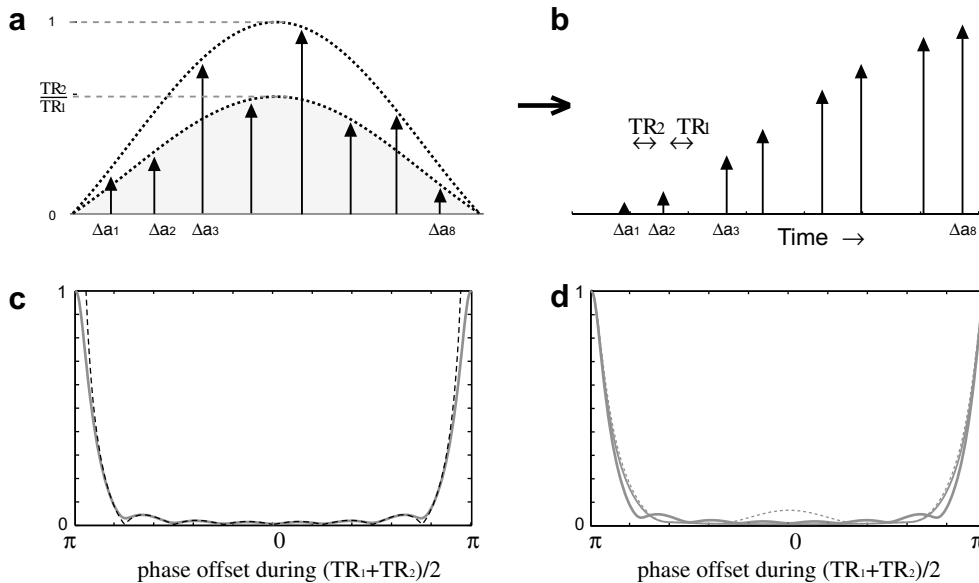 a
1
TR2
TR1
0
Δa1 Δa2 Δa3 Δa8
b
TR2 TR1
Δa1 Δa2 Δa3 Δa8
Time →
c
1
0
π 0 π
phase offset during (TR1+TR2)/2
d
1
0
π 0 π
phase offset during (TR1+TR2)/2